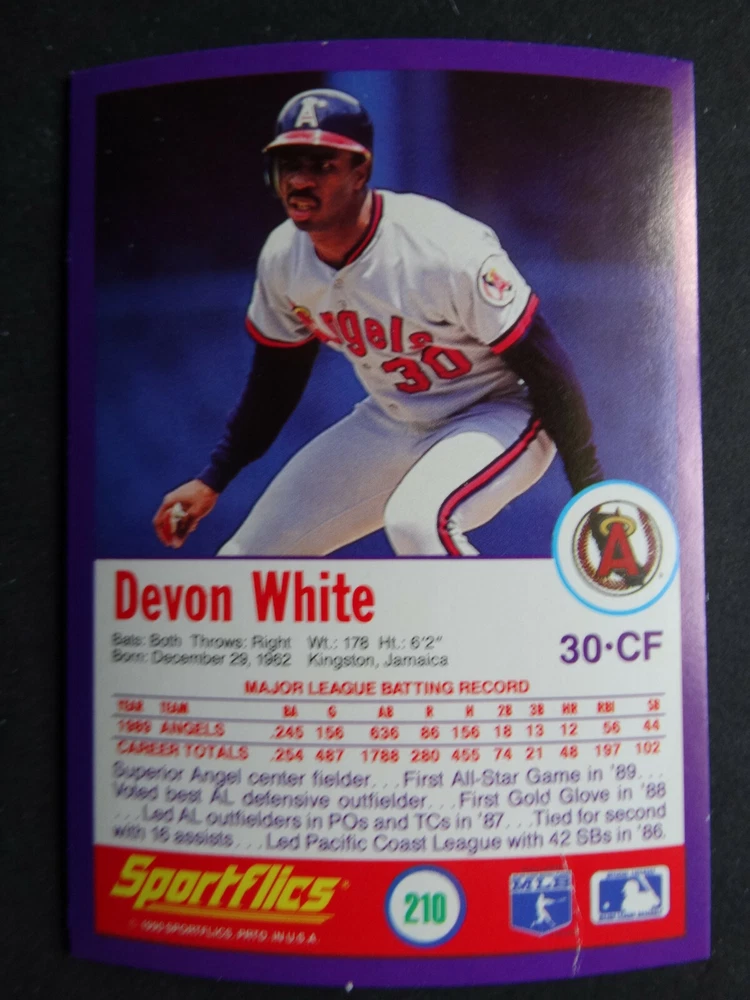 A
Angels
30
A
Devon White
Bats: Both Throws: Right Wt.: 178 Ht.: 6'2"
Born: December 29, 1962 Kingston, Jamaica
30·CF
MAJOR LEAGUE BATTING RECORD
YEAR TEAM BA G AB R H 2B 3B HR RBI SB
1989 ANGELS .245 156 636 86 156 18 13 12 56 44
CAREER TOTALS .254 487 1788 280 455 74 21 48 197 102
Superior Angel center fielder. . .First All-Star Game in '89. . .
Voted best AL defensive outfielder. . .First Gold Glove in '88
. . .Led AL outfielders in POs and TCs in '87. . .Tied for second
with 16 assists. . .Led Pacific Coast League with 42 SBs in '86.
Sportflics
210
© 1990 SPORTFLICS, PRTD. IN U.S.A.